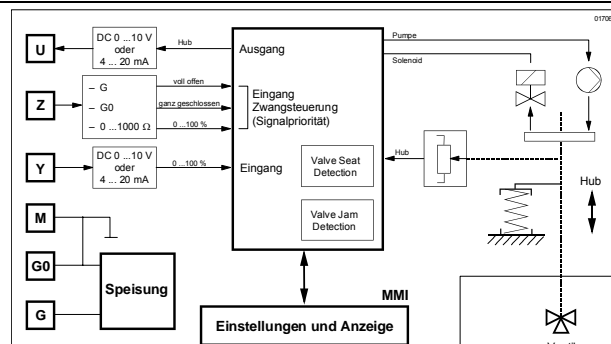 01706
U
DC 0 ... 10 V
oder
4 ... 20 mA
Hub
Ausgang
Pumpe
Solenoid
Z
– G
– G0
– 0 ...1000 Ω
voll offen
ganz geschlossen
0 ...100 %
Eingang
Zwangsteuerung
(Signalpriorität)
Y
DC 0 ...10 V
oder
4 ... 20 mA
0 ...100 %
Eingang
Valve Seat
Detection
Valve Jam
Detection
Hub
Hub
M
G0
G
Speisung
MMI
Einstellungen und Anzeige